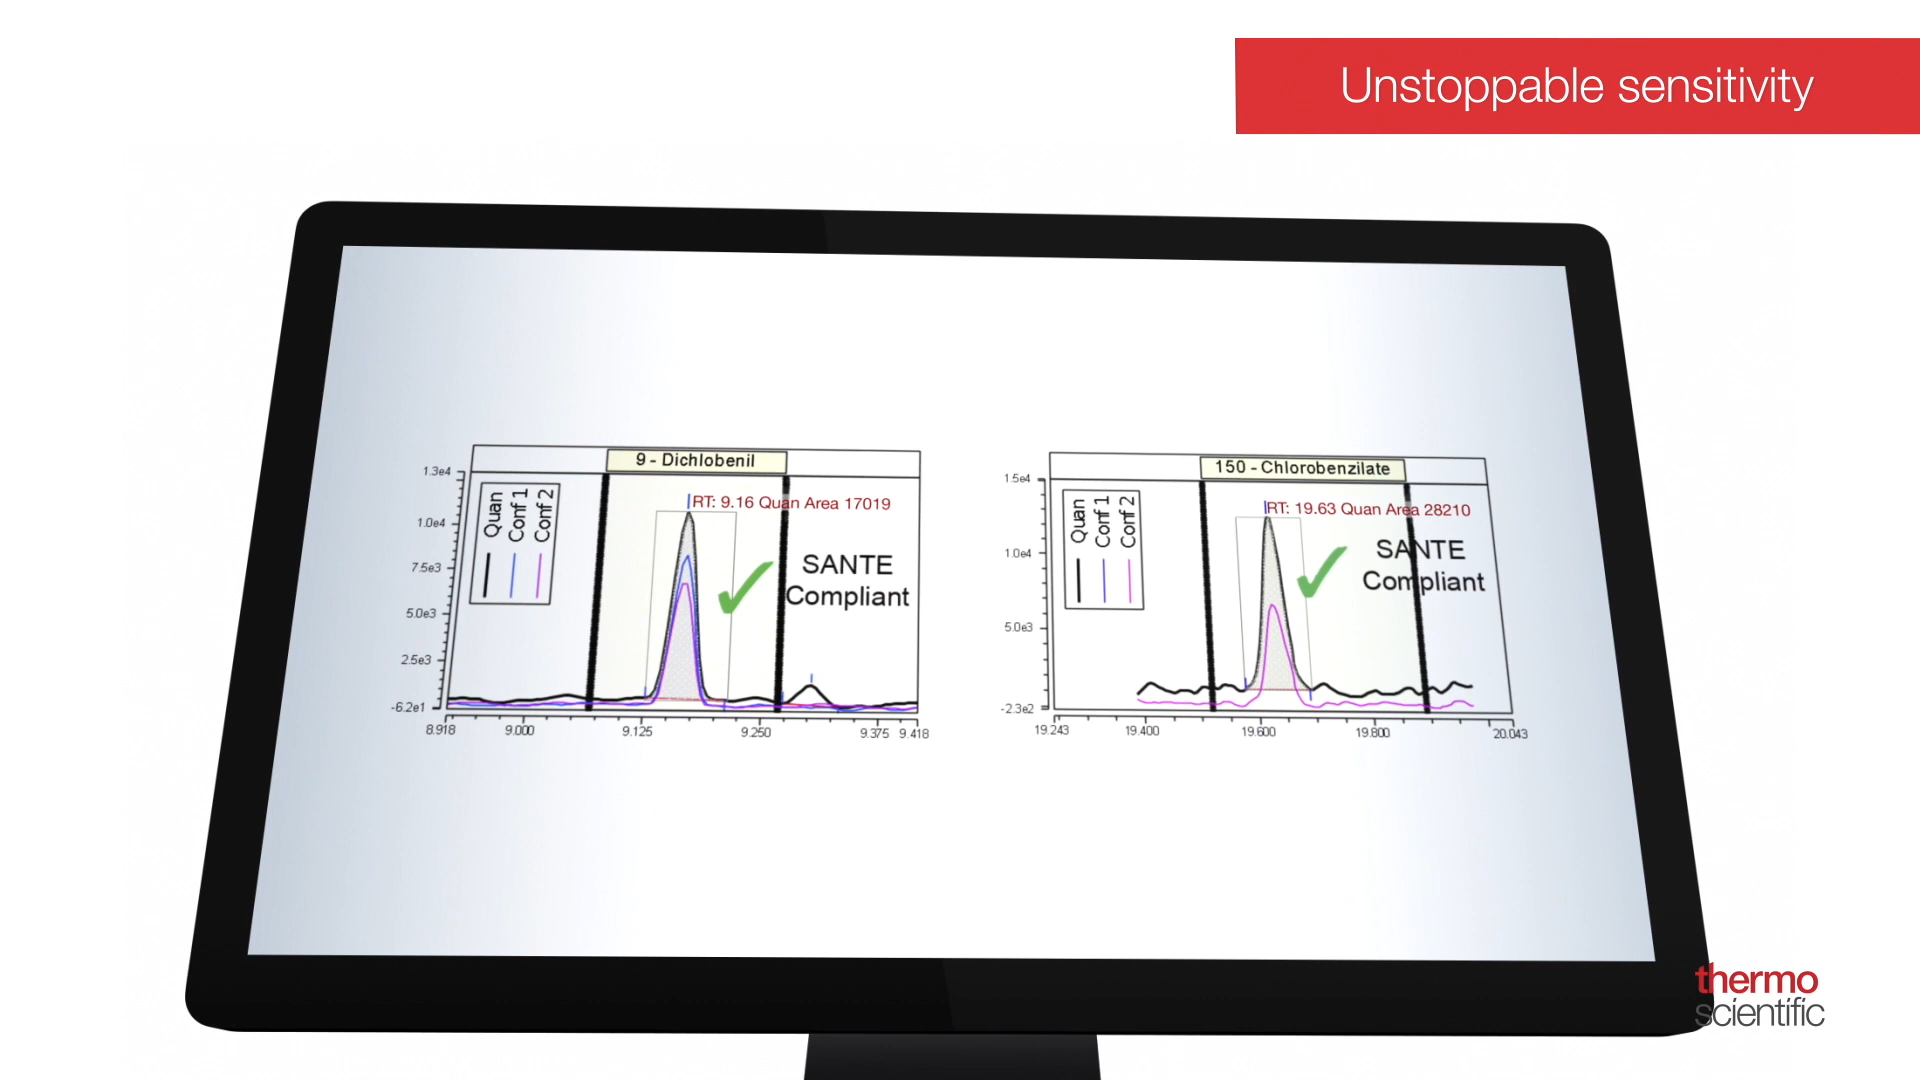 Unstoppable sensitivity
9 - Dichlobenil
RT: 9.16 Quan Area 17019
Quan
Conf 1
Conf 2
SANTE
Compliant
1.3e4
1.0e4
7.5e3
5.0e3
2.5e3
-6.2e1
8.918 9.000 9.125 9.250 9.375 9.418
150 - Chlorobenzilate
RT: 19.63 Quan Area 28210
Quan
Conf 1
Conf 2
SANTE
Compliant
1.5e4
1.0e4
5.0e3
-2.3e2
19.243 19.400 19.600 19.800 20.043
thermo
scientific